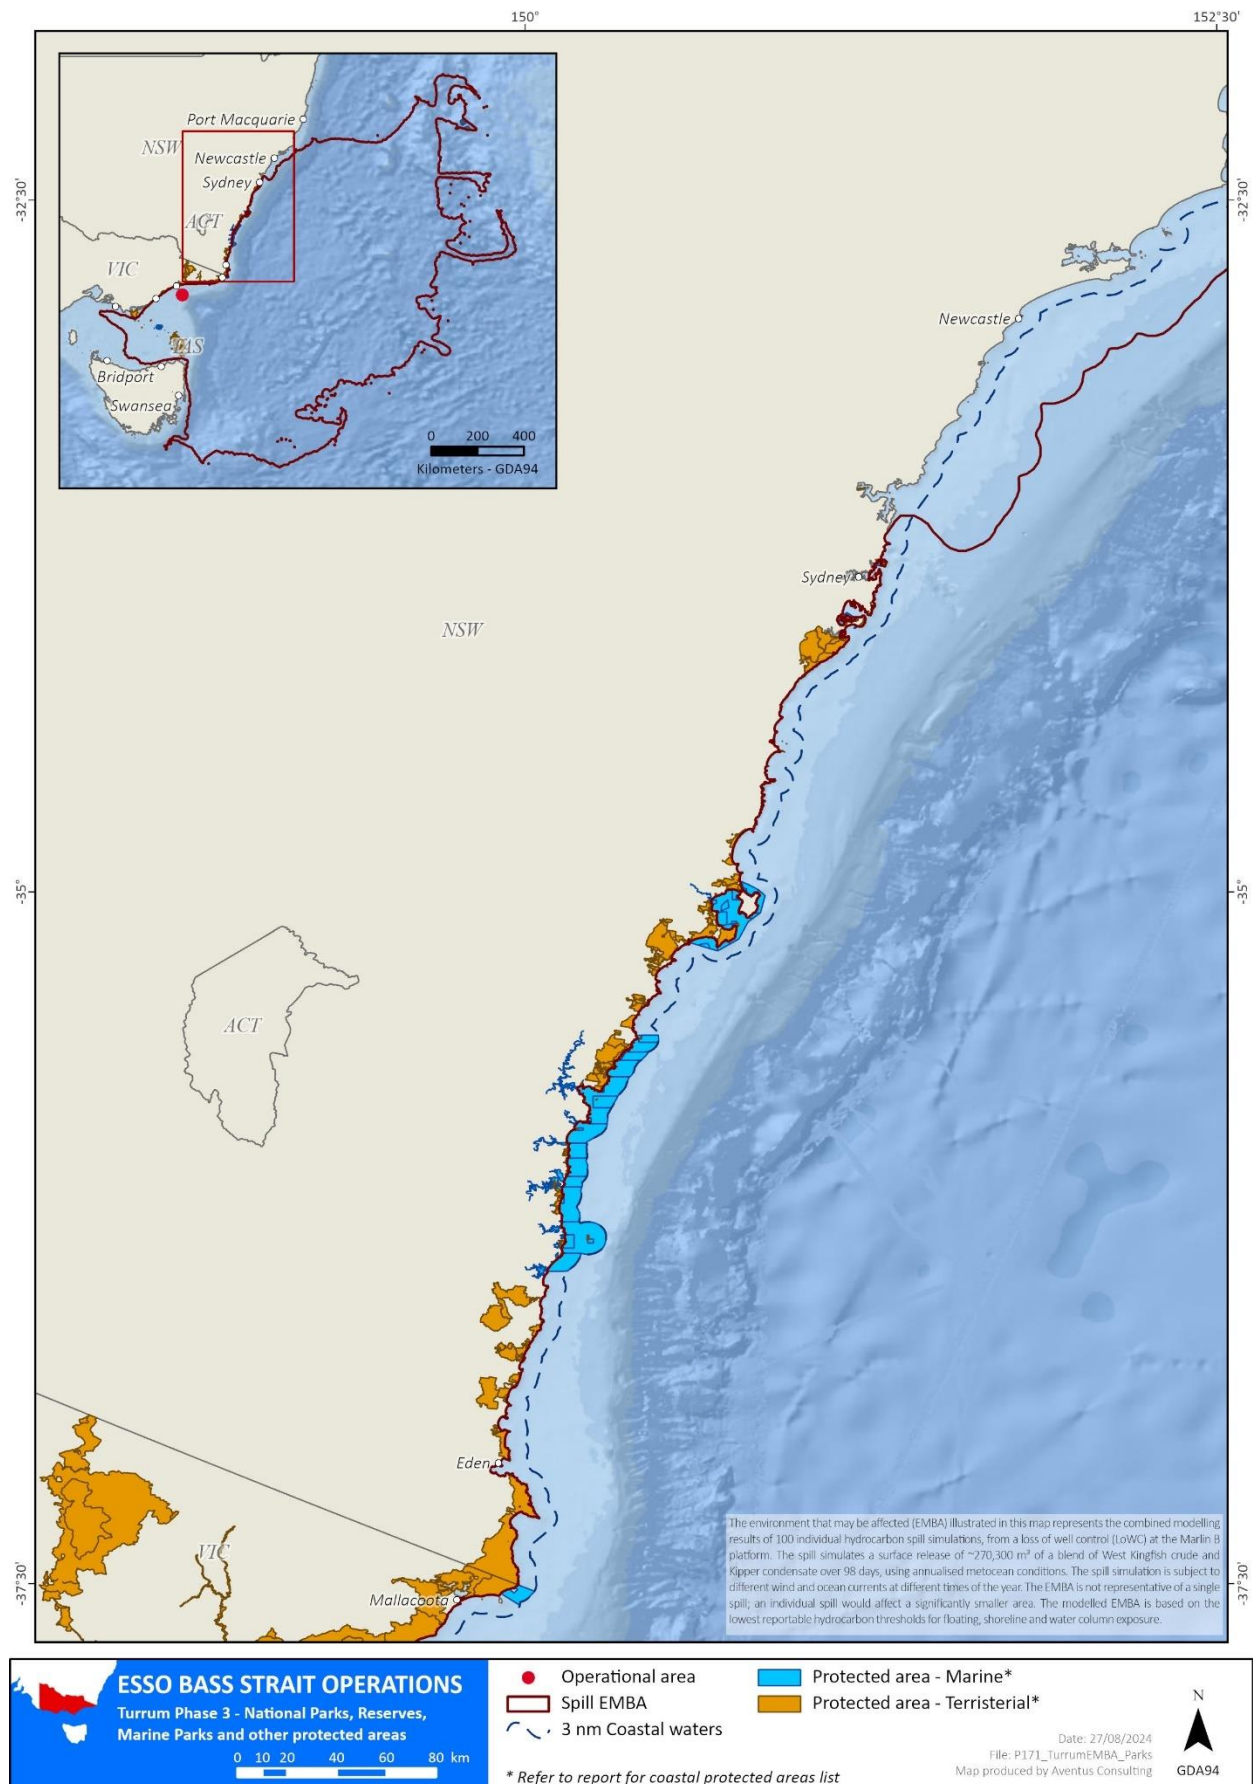 150°
152°30'
Port Macquarie
NSW
Newcastle
Sydney
ACT
VIC
TAS
Bridport
Swansea
0 200 400
Kilometers - GDA94
-32°30'
-32°30'
Newcastle
Sydney
NSW
-35°
-35°
ACT
Eden
VIC
Mallacoota
-37°30'
-37°30'
The environment that may be affected (EMBA) illustrated in this map represents the combined modelling
results of 100 individual hydrocarbon spill simulations, from a loss of well control (LoWC) at the Marlin B
platform. The spill simulates a surface release of ~270,300 m³ of a blend of West Kingfish crude and
Kipper condensate over 98 days, using annualised metocean conditions. The spill simulation is subject to
different wind and ocean currents at different times of the year. The EMBA is not representative of a single
spill; an individual spill would affect a significantly smaller area. The modelled EMBA is based on the
lowest reportable hydrocarbon thresholds for floating, shoreline and water column exposure.
ESSO BASS STRAIT OPERATIONS
Turrum Phase 3 - National Parks, Reserves,
Marine Parks and other protected areas
0 10 20 40 60 80 km
Operational area
Spill EMBA
3 nm Coastal waters
Protected area - Marine*
Protected area - Terristerial*
* Refer to report for coastal protected areas list
Date: 27/08/2024
File: P171_TurrumEMBA_Parks
Map produced by Aventus Consulting
N
GDA94